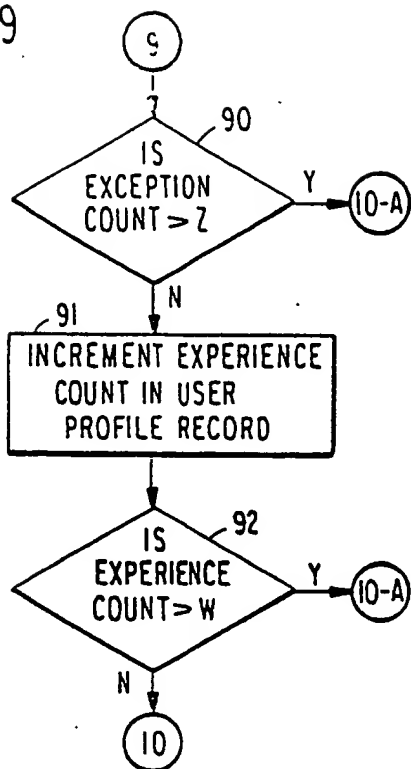 9
9
90
IS
EXCEPTION
COUNT > Z
Y
10-A
N
91
INCREMENT EXPERIENCE
COUNT IN USER
PROFILE RECORD
92
IS
EXPERIENCE
COUNT > W
Y
10-A
N
10